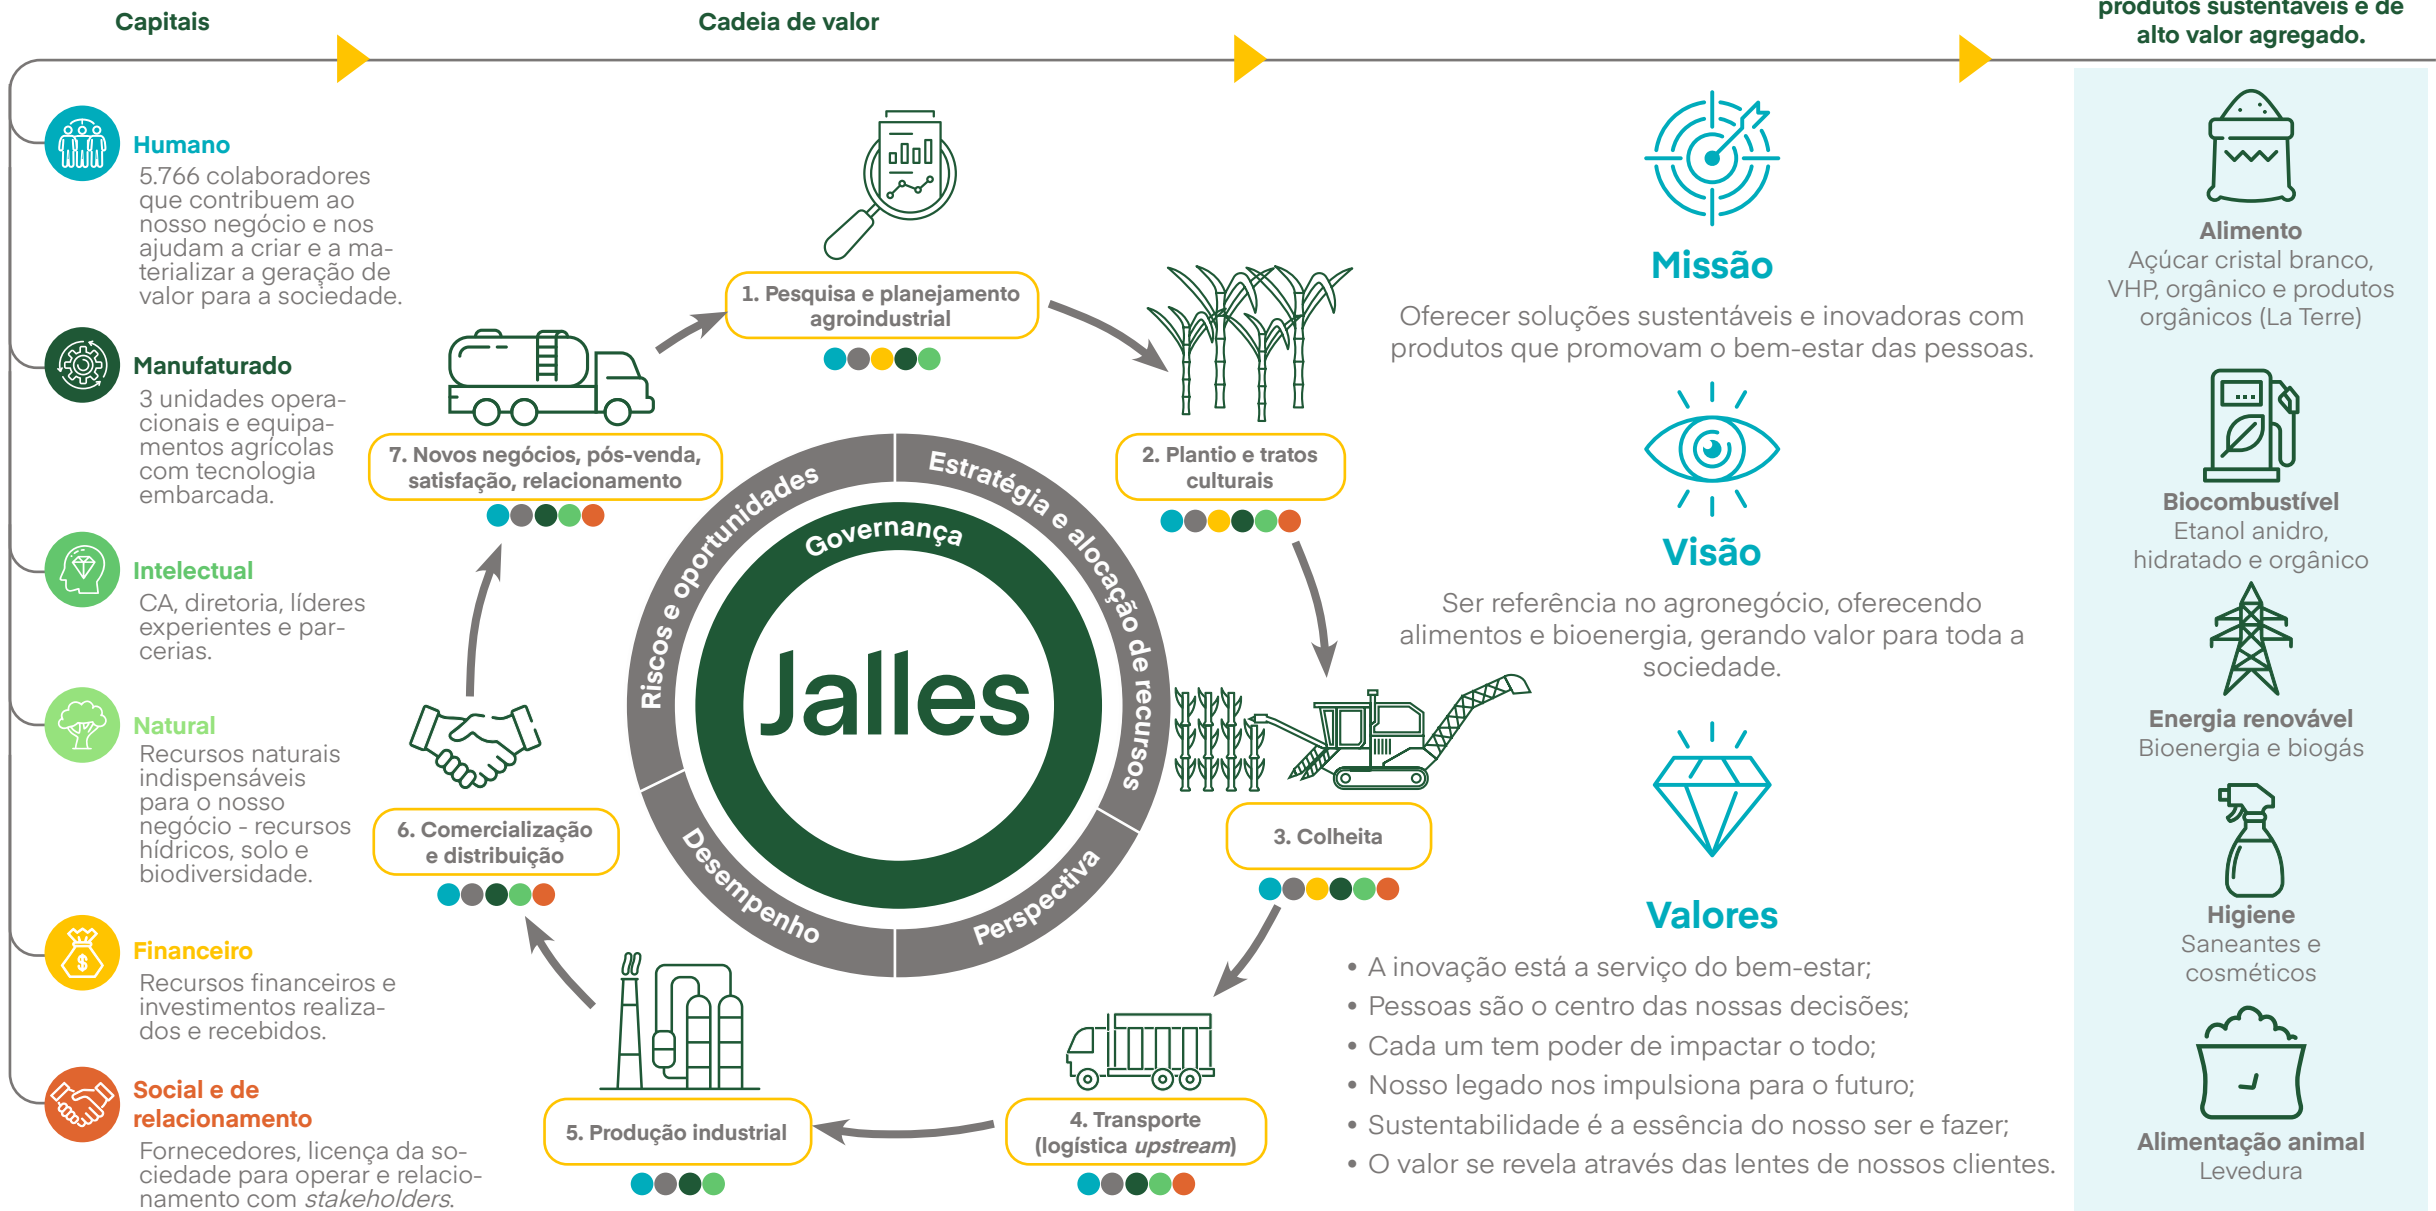 Capitais
Cadeia de valor
produtos sustentáveis e de
alto valor agregado.
Humano
5.766 colaboradores
que contribuem ao
nosso negócio e nos
ajudam a criar e a ma-
terializar a geração de
valor para a sociedade.
Manufaturado
3 unidades opera-
cionais e equipa-
mentos agrícolas
com tecnologia
embarcada.
Intelectual
CA, diretoria, líderes
experientes e par-
cerias.
Natural
Recursos naturais
indispensáveis
para o nosso
negócio - recursos
hídricos, solo e
biodiversidade.
Financeiro
Recursos financeiros e
investimentos realiza-
dos e recebidos.
Social e de
relacionamento
Fornecedores, licença da so-
ciedade para operar e relacio-
namento com stakeholders.
1. Pesquisa e planejamento
agroindustrial
2. Plantio e tratos
culturais
3. Colheita
4. Transporte
(logística upstream)
5. Produção industrial
6. Comercialização
e distribuição
7. Novos negócios, pós-venda,
satisfação, relacionamento
Riscos e oportunidades
Estratégia e alocação de recursos
Perspectiva
Desempenho
Governança
Jalles
Missão
Oferecer soluções sustentáveis e inovadoras com
produtos que promovam o bem-estar das pessoas.
Visão
Ser referência no agronegócio, oferecendo
alimentos e bioenergia, gerando valor para toda a
sociedade.
Valores
• A inovação está a serviço do bem-estar;
• Pessoas são o centro das nossas decisões;
• Cada um tem poder de impactar o todo;
• Nosso legado nos impulsiona para o futuro;
• Sustentabilidade é a essência do nosso ser e fazer;
• O valor se revela através das lentes de nossos clientes.
Alimento
Açúcar cristal branco,
VHP, orgânico e produtos
orgânicos (La Terre)
Biocombustível
Etanol anidro,
hidratado e orgânico
Energia renovável
Bioenergia e biogás
Higiene
Saneantes e
cosméticos
Alimentação animal
Levedura